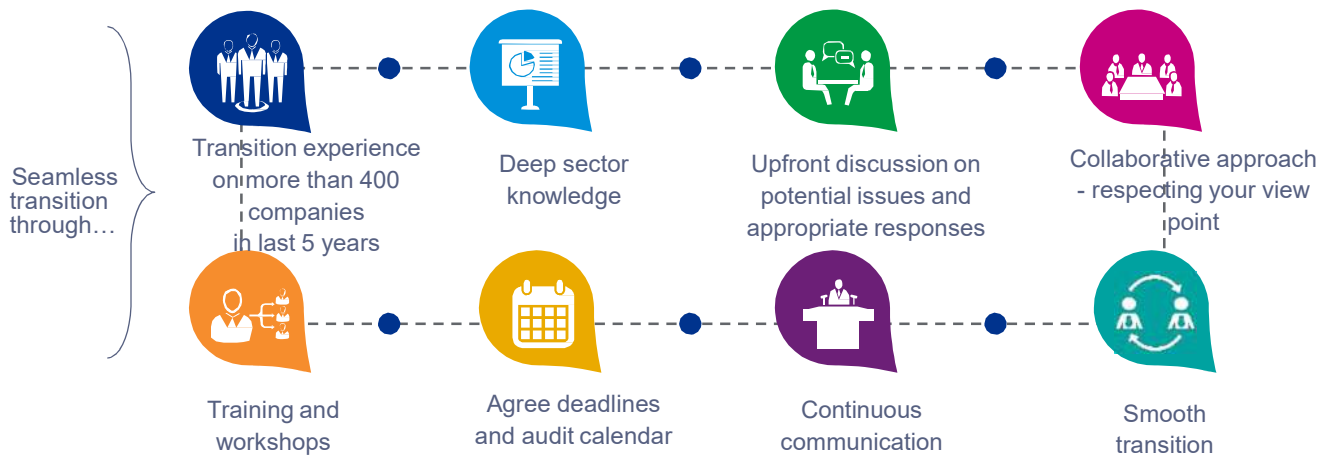 Seamless
transition
through…
Transition experience
on more than 400
companies
in last 5 years
Deep sector
knowledge
Upfront discussion on
potential issues and
appropriate responses
Collaborative approach
- respecting your view
point
Training and
workshops
Agree deadlines
and audit calendar
Continuous
communication
Smooth
transition